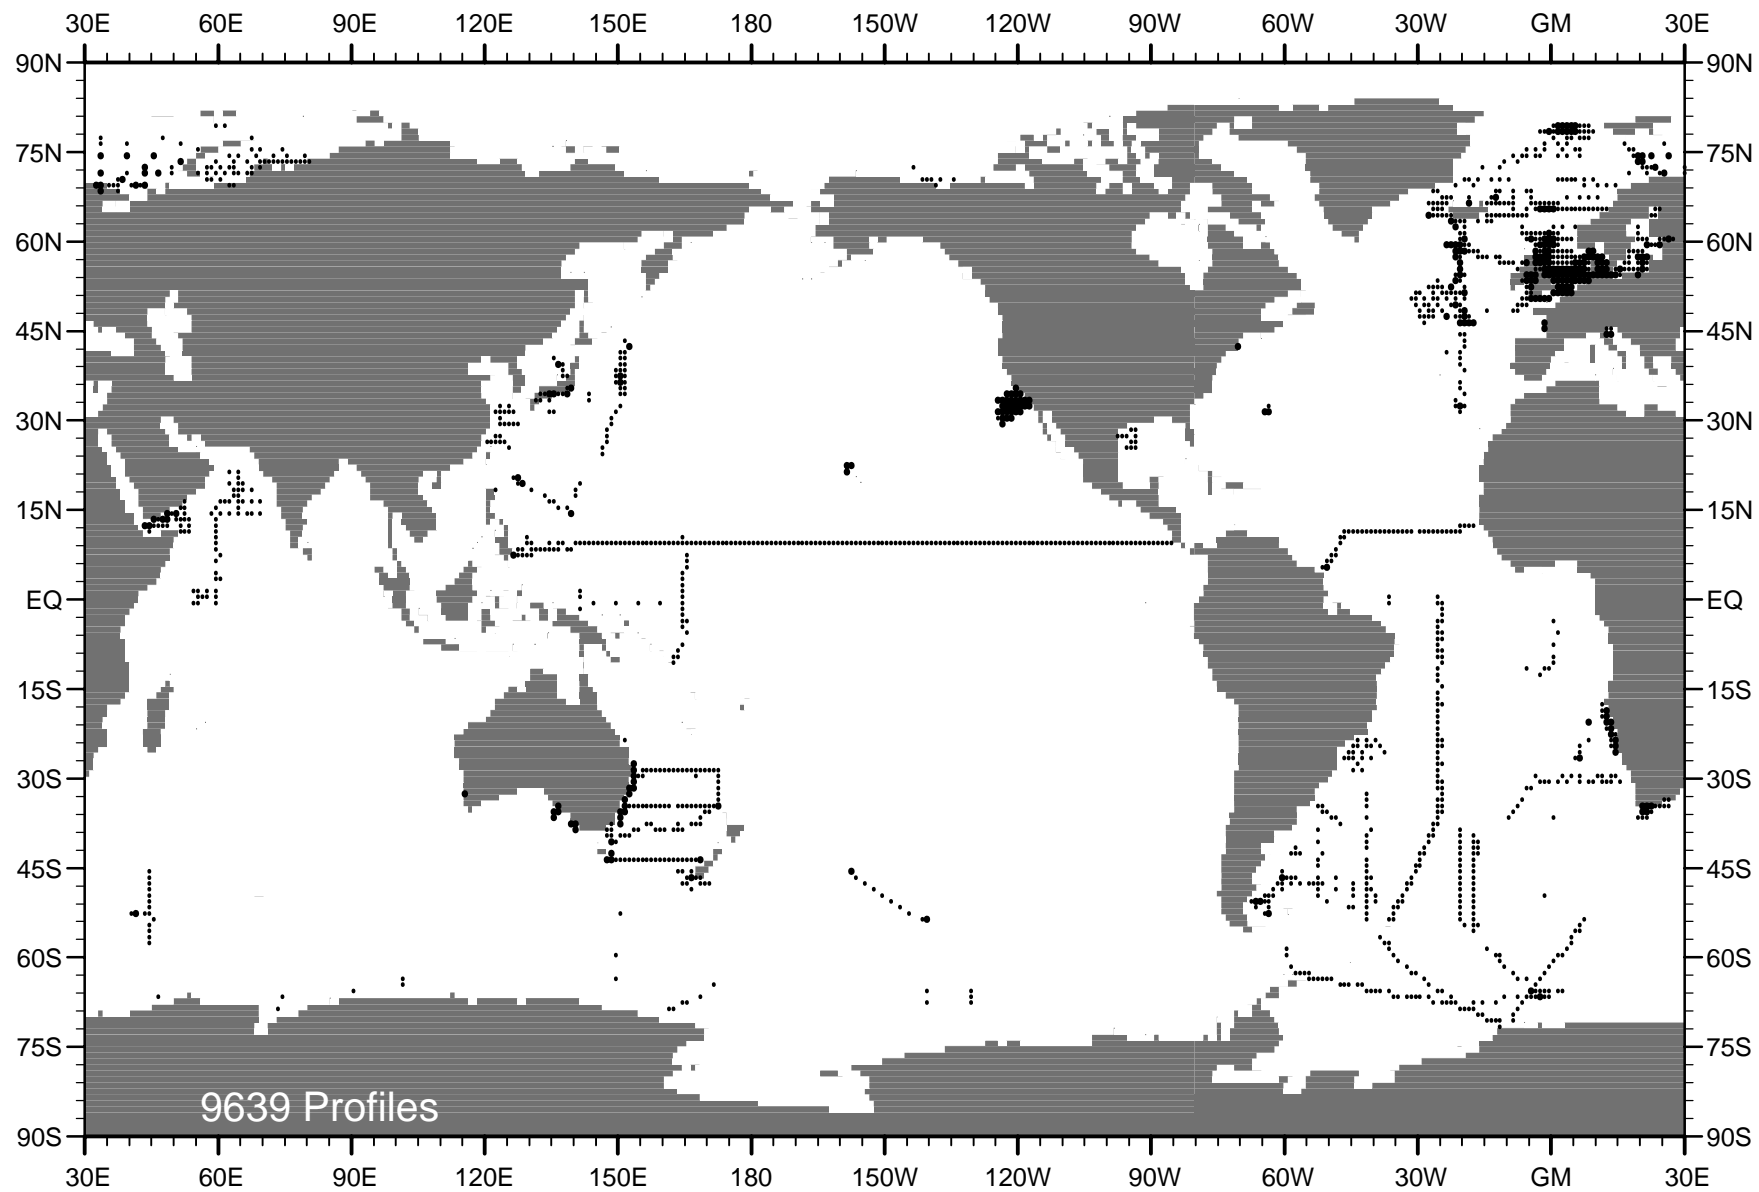 30E 60E 90E 120E 150E 180 150W 120W 90W 60W 30W GM 30E
90N 90N
75N 75N
60N 60N
45N 45N
30N 30N
15N 15N
EQ EQ
15S 15S
30S 30S
45S 45S
60S 60S
75S 75S
9639 Profiles
90S 90S
30E 60E 90E 120E 150E 180 150W 120W 90W 60W 30W GM 30E